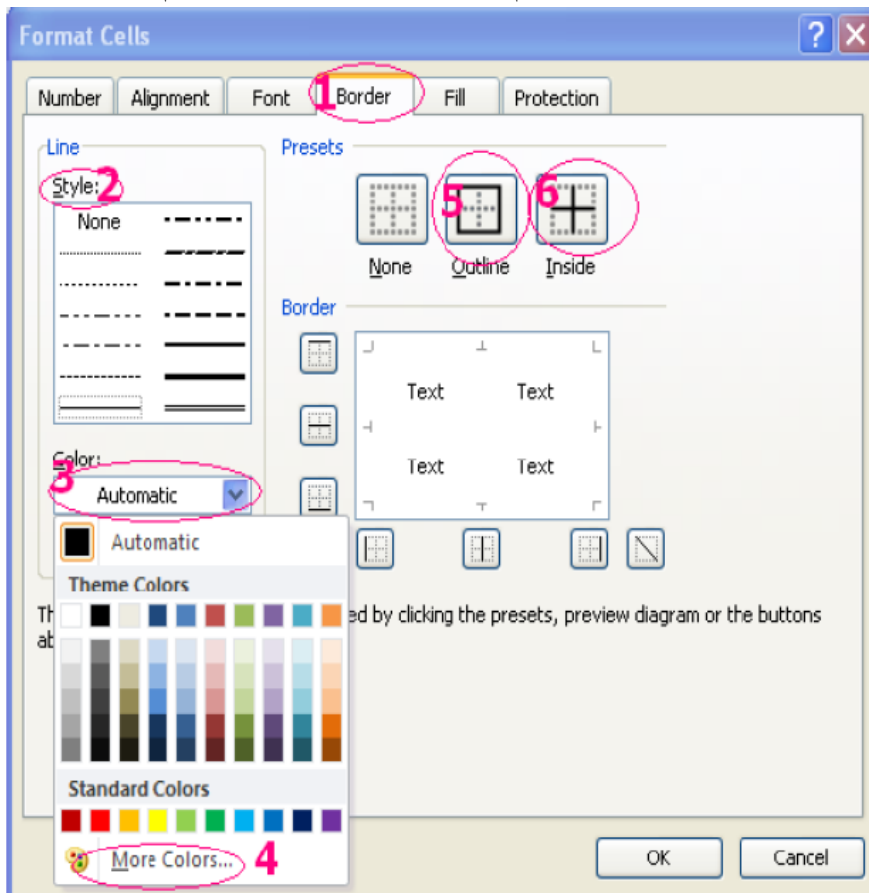 Format Cells
Number Alignment Font 1 Border Fill Protection
Line
Presets
Style: 2
None
5
6
None Outline Inside
Border
Text Text
Text Text
Color:
3
Automatic
Automatic
Theme Colors
Th ed by clicking the presets, preview diagram or the buttons
ab
Standard Colors
More Colors... 4
OK Cancel